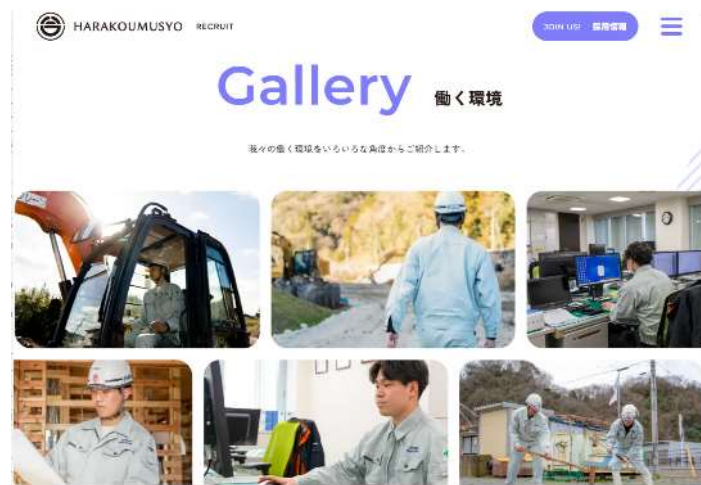 HARAKOUMUSYO RECRUIT
JOIN US! 採用情報
Gallery 働く環境
我々の働く環境をいろいろな角度からご紹介します。